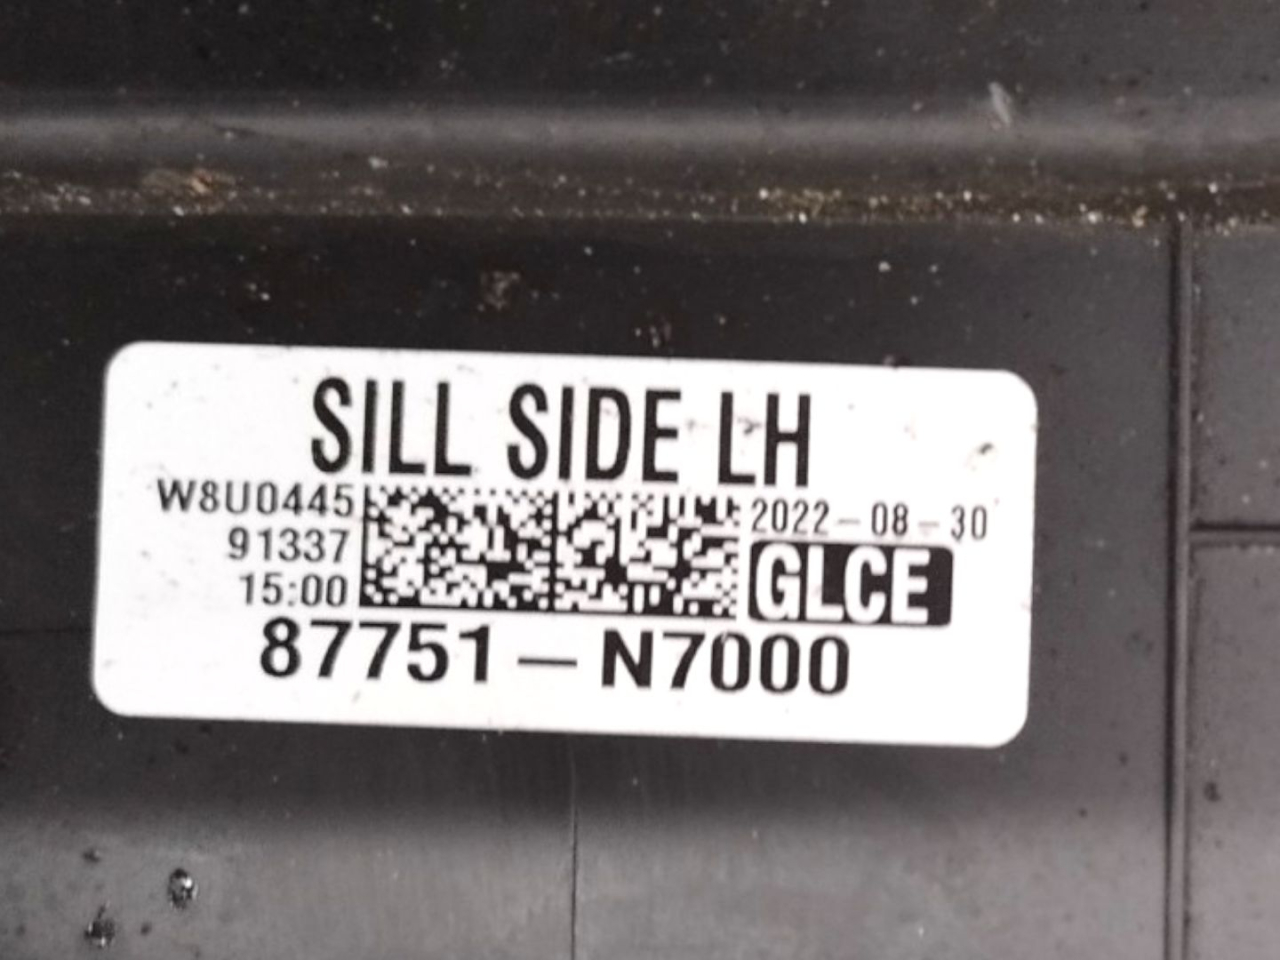 SILL SIDE LH
W8U0445
2022-08-30
91337
GLCE
15:00
87751-N7000